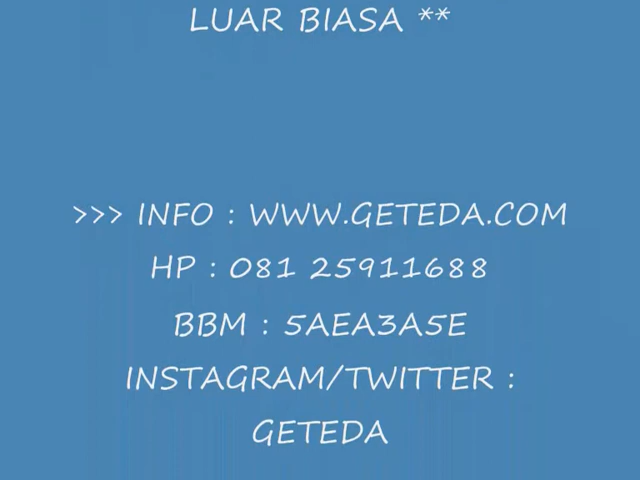 LUAR BIASA **
>>> INFO : WWW.GETEDA.COM
HP : 081 25911688
BBM : 5AEA3A5E
INSTAGRAM/TWITTER :
GETEDA